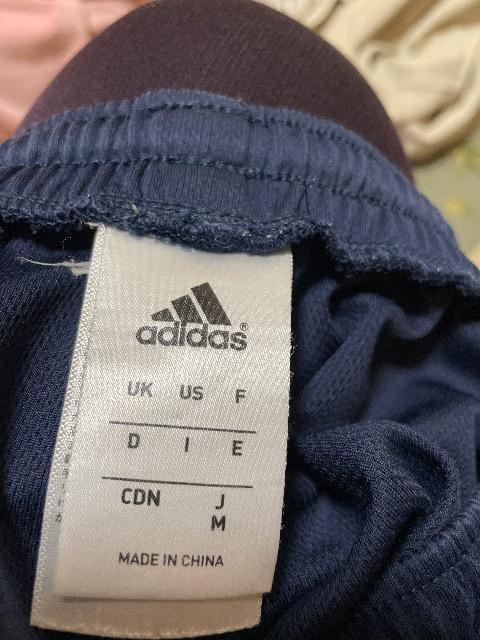 adidas®
UK US F
D I E
CDN J
M
MADE IN CHINA